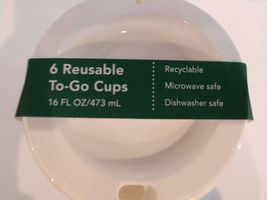 6 Reusable
To-Go Cups
16 FL OZ/473 mL
Recyclable
Microwave safe
Dishwasher safe